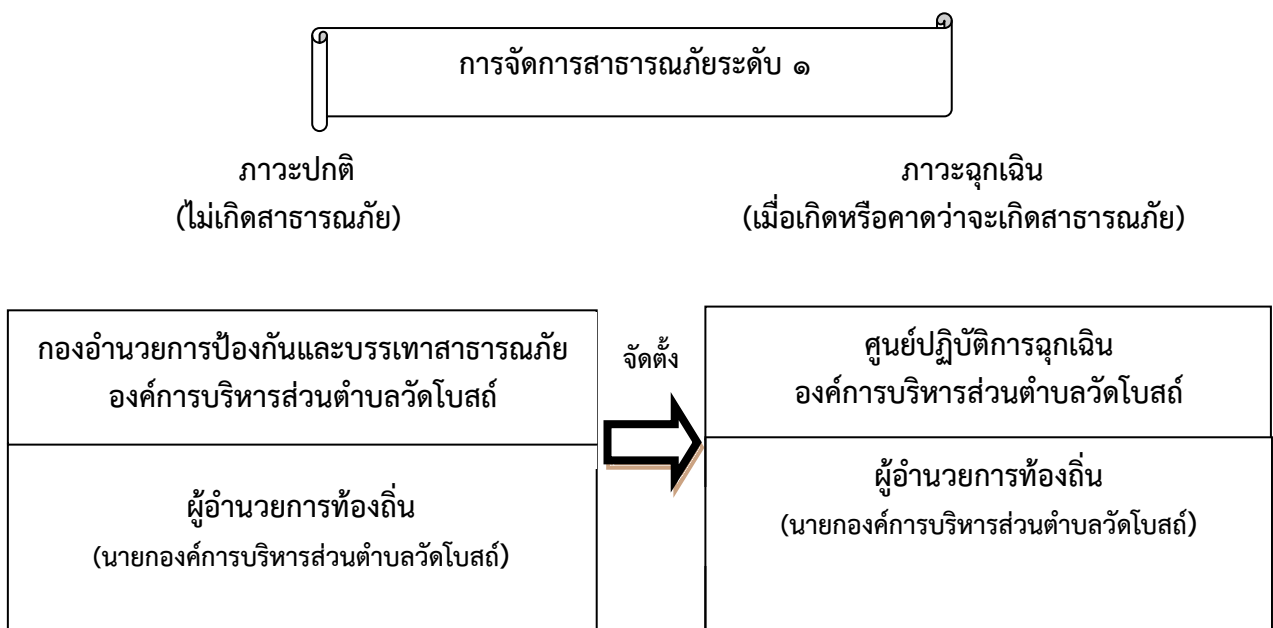 การจัดการสาธารณภัยระดับ ๑
ภาวะปกติ
(ไม่เกิดสาธารณภัย)
ภาวะฉุกเฉิน
(เมื่อเกิดหรือคาดว่าจะเกิดสาธารณภัย)
กองอำนวยการป้องกันและบรรเทาสาธารณภัย
องค์การบริหารส่วนตำบลวัดโบสถ์
ผู้อำนวยการท้องถิ่น
(นายกองค์การบริหารส่วนตำบลวัดโบสถ์)
จัดตั้ง
ศูนย์ปฏิบัติการฉุกเฉิน
องค์การบริหารส่วนตำบลวัดโบสถ์
ผู้อำนวยการท้องถิ่น
(นายกองค์การบริหารส่วนตำบลวัดโบสถ์)